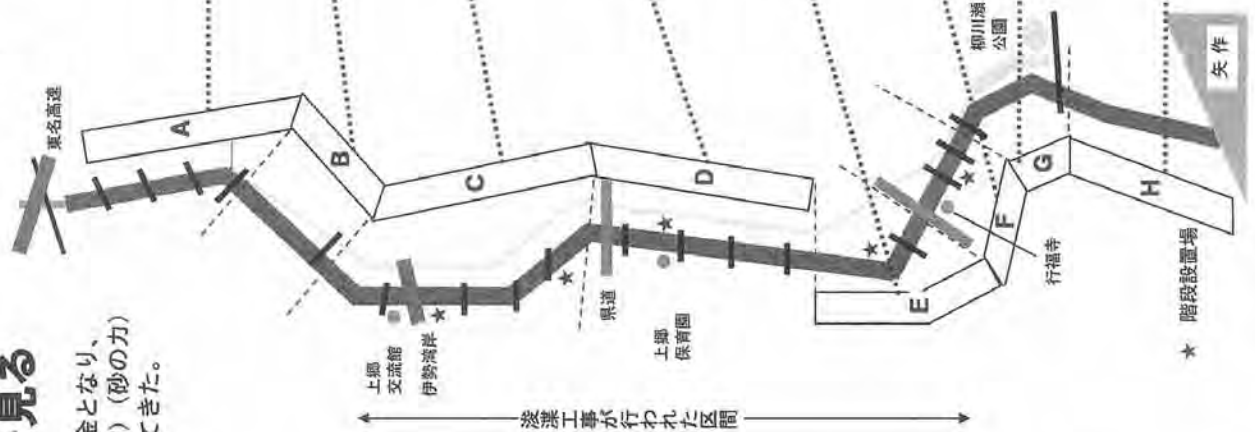 見る
金となり、
）（砂の力）
てきた。
東名高速
A
B
C
D
E
F
G
H
上郷
交流館
伊勢湾岸
県道
上郷
保育園
浚渫工事が行われた区間
柳川瀬
公園
行福寺
矢作
★ 階段設置場